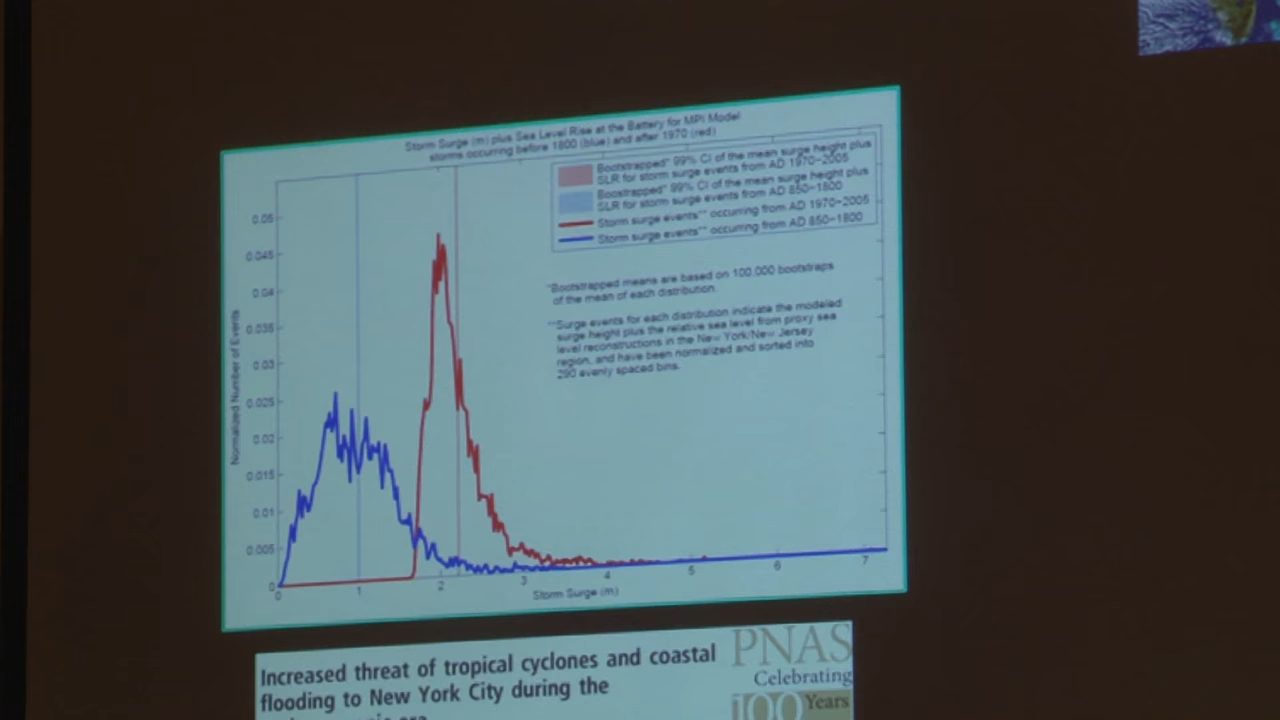 Storm Surge (m) plus Sea Level Rise at the Battery for MPI Model
storms occurring before 1800 (blue) and after 1970 (red)
Bootstrapped* 99% CI of the mean surge height plus
SLR for storm surge events from AD 1970-2005
Boostrapped* 99% CI of the mean surge height plus
SLR for storm surge events from AD 850-1800
Storm surge events** occurring from AD 1970-2005
Storm surge events** occurring from AD 850-1800
*Bootstrapped means are based on 100,000 bootstraps
of the mean of each distribution.
**Surge events for each distribution indicate the modeled
surge height plus the relative sea level from proxy sea
level reconstructions in the New York/New Jersey
region, and have been normalized and sorted into
290 evenly spaced bins.
Normalized Number of Events
0.05
0.045
0.04
0.035
0.03
0.025
0.02
0.015
0.01
0.005
0
0 1 2 3 4 5 6 7
Storm Surge (m)
Increased threat of tropical cyclones and coastal
flooding to New York City during the
PNAS
Celebrating
100 Years